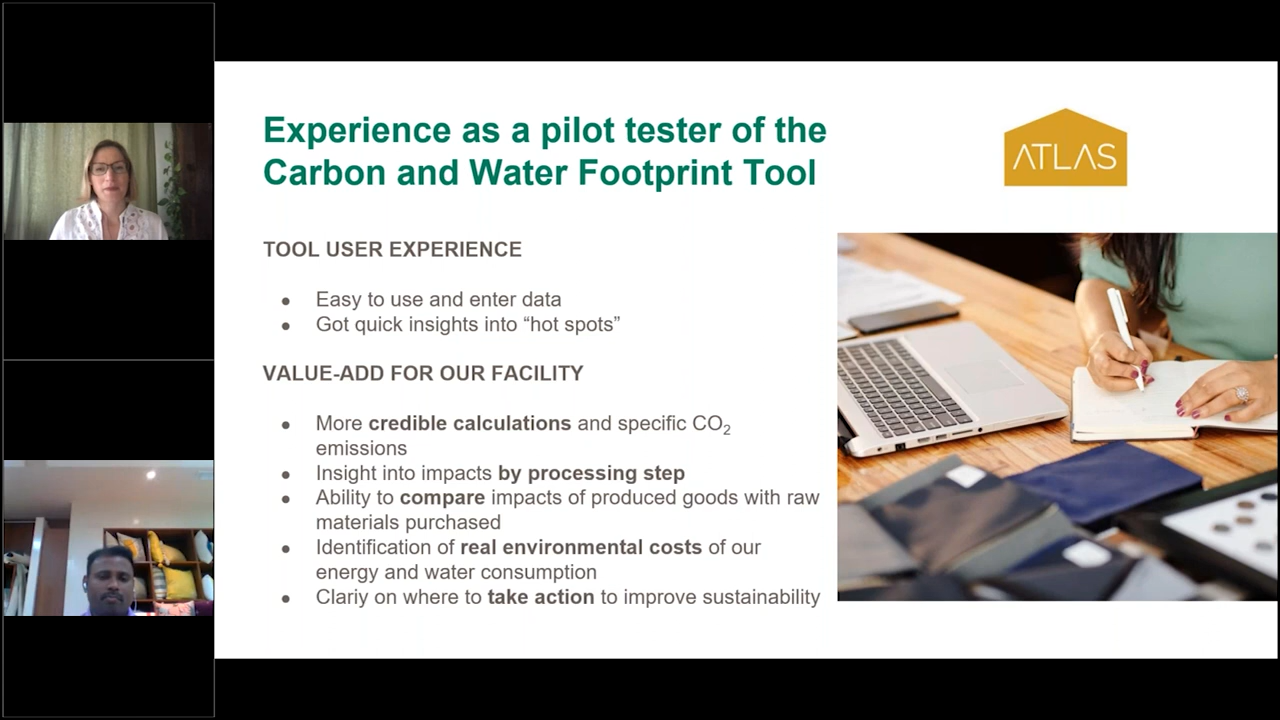 Experience as a pilot tester of the
Carbon and Water Footprint Tool
ATLAS
TOOL USER EXPERIENCE
● Easy to use and enter data
● Got quick insights into “hot spots”
VALUE-ADD FOR OUR FACILITY
● More credible calculations and specific CO₂
emissions
● Insight into impacts by processing step
● Ability to compare impacts of produced goods with raw
materials purchased
● Identification of real environmental costs of our
energy and water consumption
● Clariy on where to take action to improve sustainability